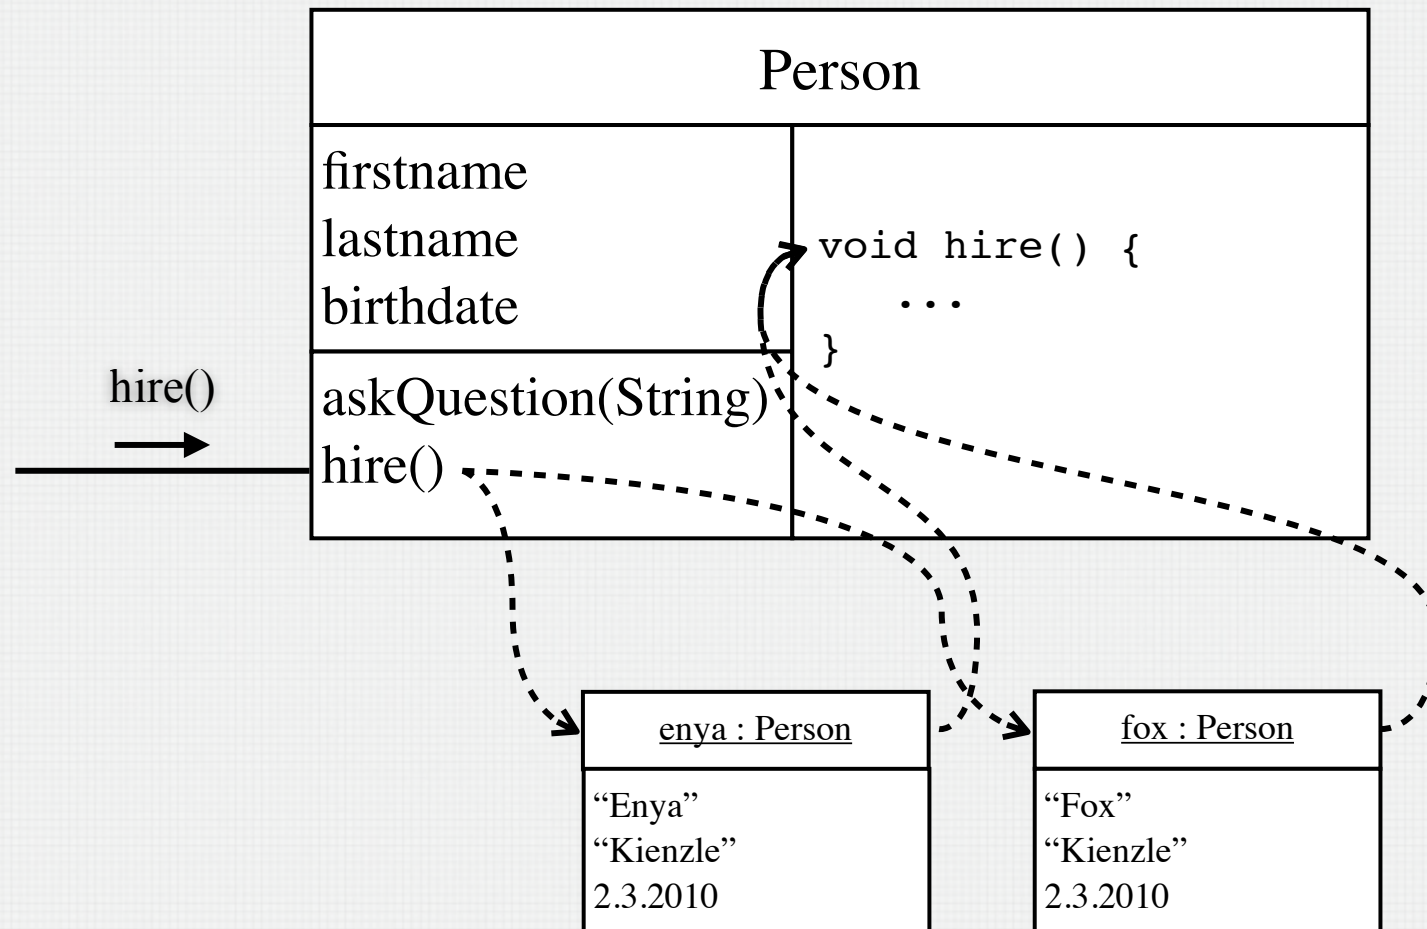 Person
firstname
lastname
birthdate
void hire() {
...
}
hire()
askQuestion(String)
hire()
enya : Person
“Enya”
“Kienzle”
2.3.2010
fox : Person
“Fox”
“Kienzle”
2.3.2010